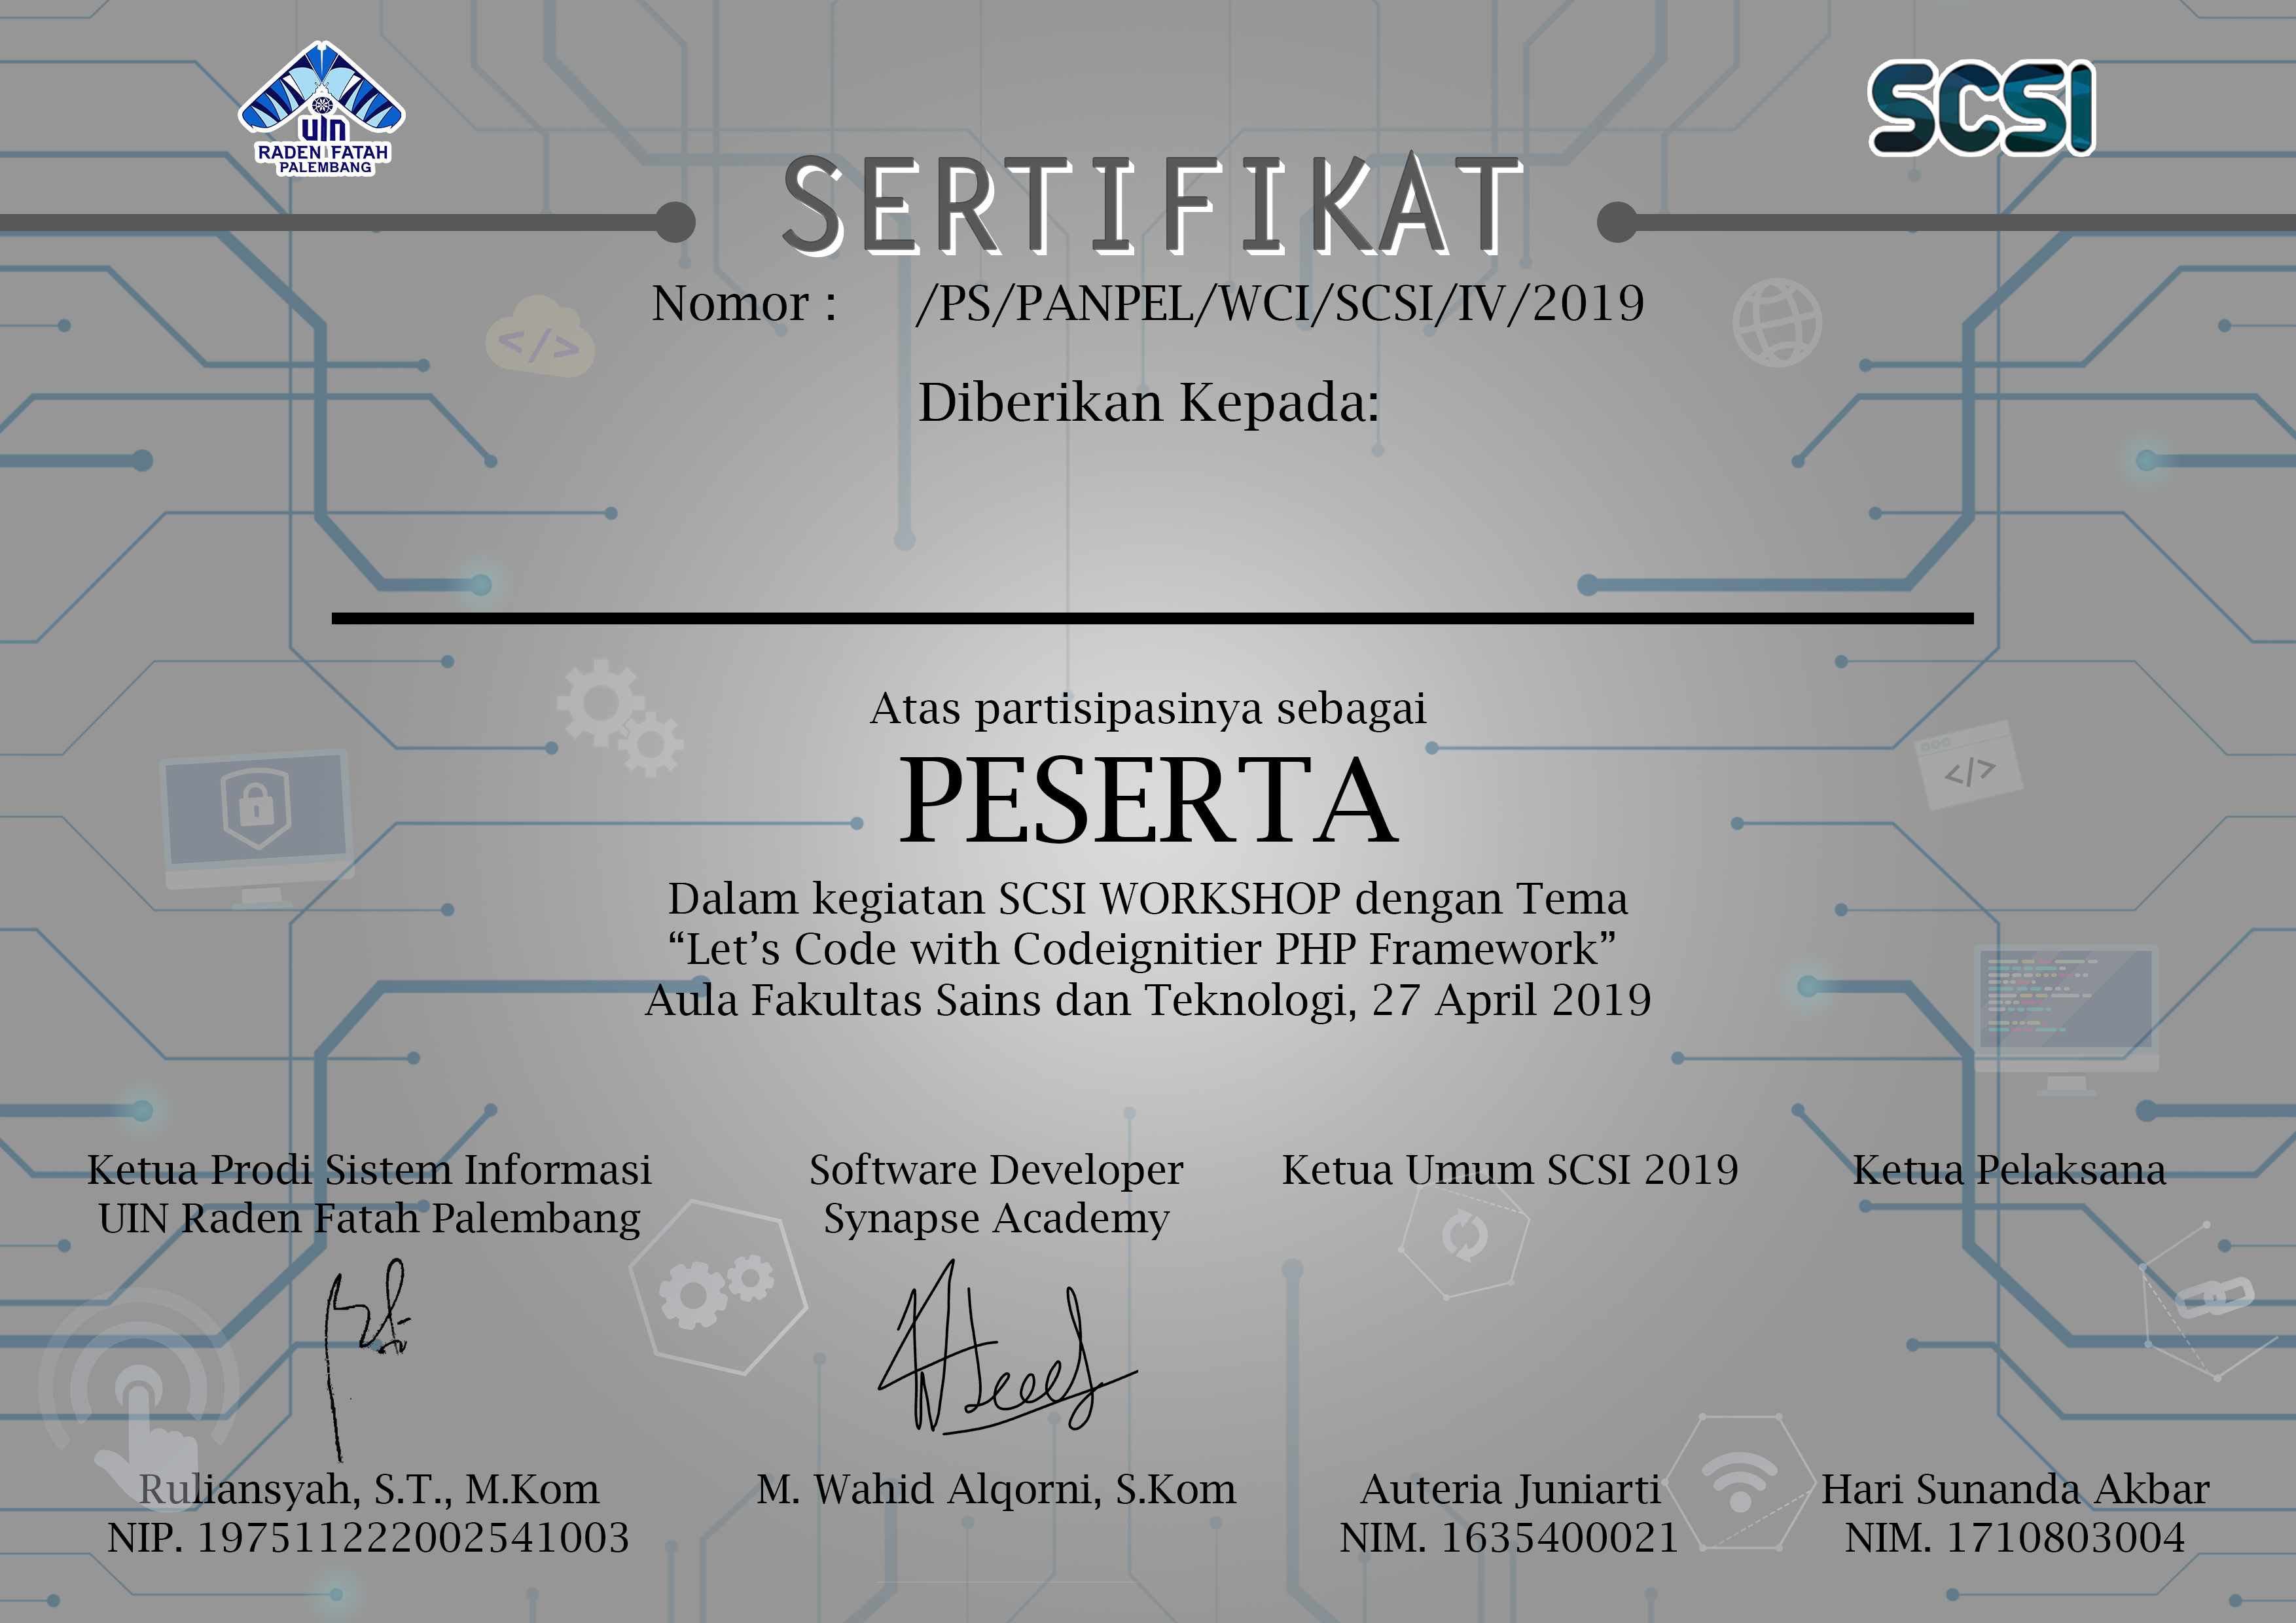 uin
RADEN FATAH
PALEMBANG
SCSI
SERTIFIKAT
Nomor : /PS/PANPEL/WCI/SCSI/IV/2019
Diberikan Kepada:
Atas partisipasinya sebagai
PESERTA
Dalam kegiatan SCSI WORKSHOP dengan Tema
“Let’s Code with Codeignitier PHP Framework”
Aula Fakultas Sains dan Teknologi, 27 April 2019
Ketua Prodi Sistem Informasi
UIN Raden Fatah Palembang
Ruliansyah, S.T., M.Kom
NIP. 197511222002541003
Software Developer
Synapse Academy
M. Wahid Alqorni, S.Kom
Ketua Umum SCSI 2019
Auteria Juniarti
NIM. 1635400021
Ketua Pelaksana
Hari Sunanda Akbar
NIM. 1710803004